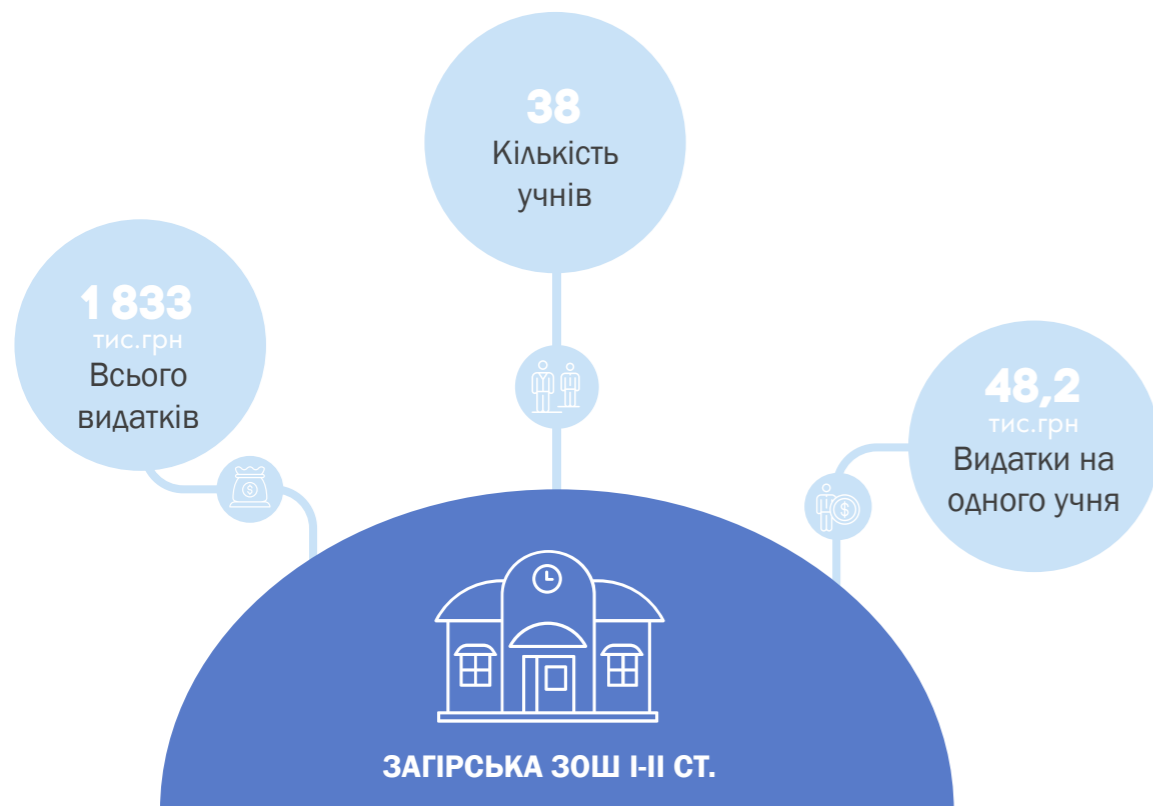 38
Кількість
учнів
1 833
тис.грн
Всього
видатків
48,2
тис.грн
Видатки на
одного учня
ЗАГІРСЬКА ЗОШ І-ІІ СТ.